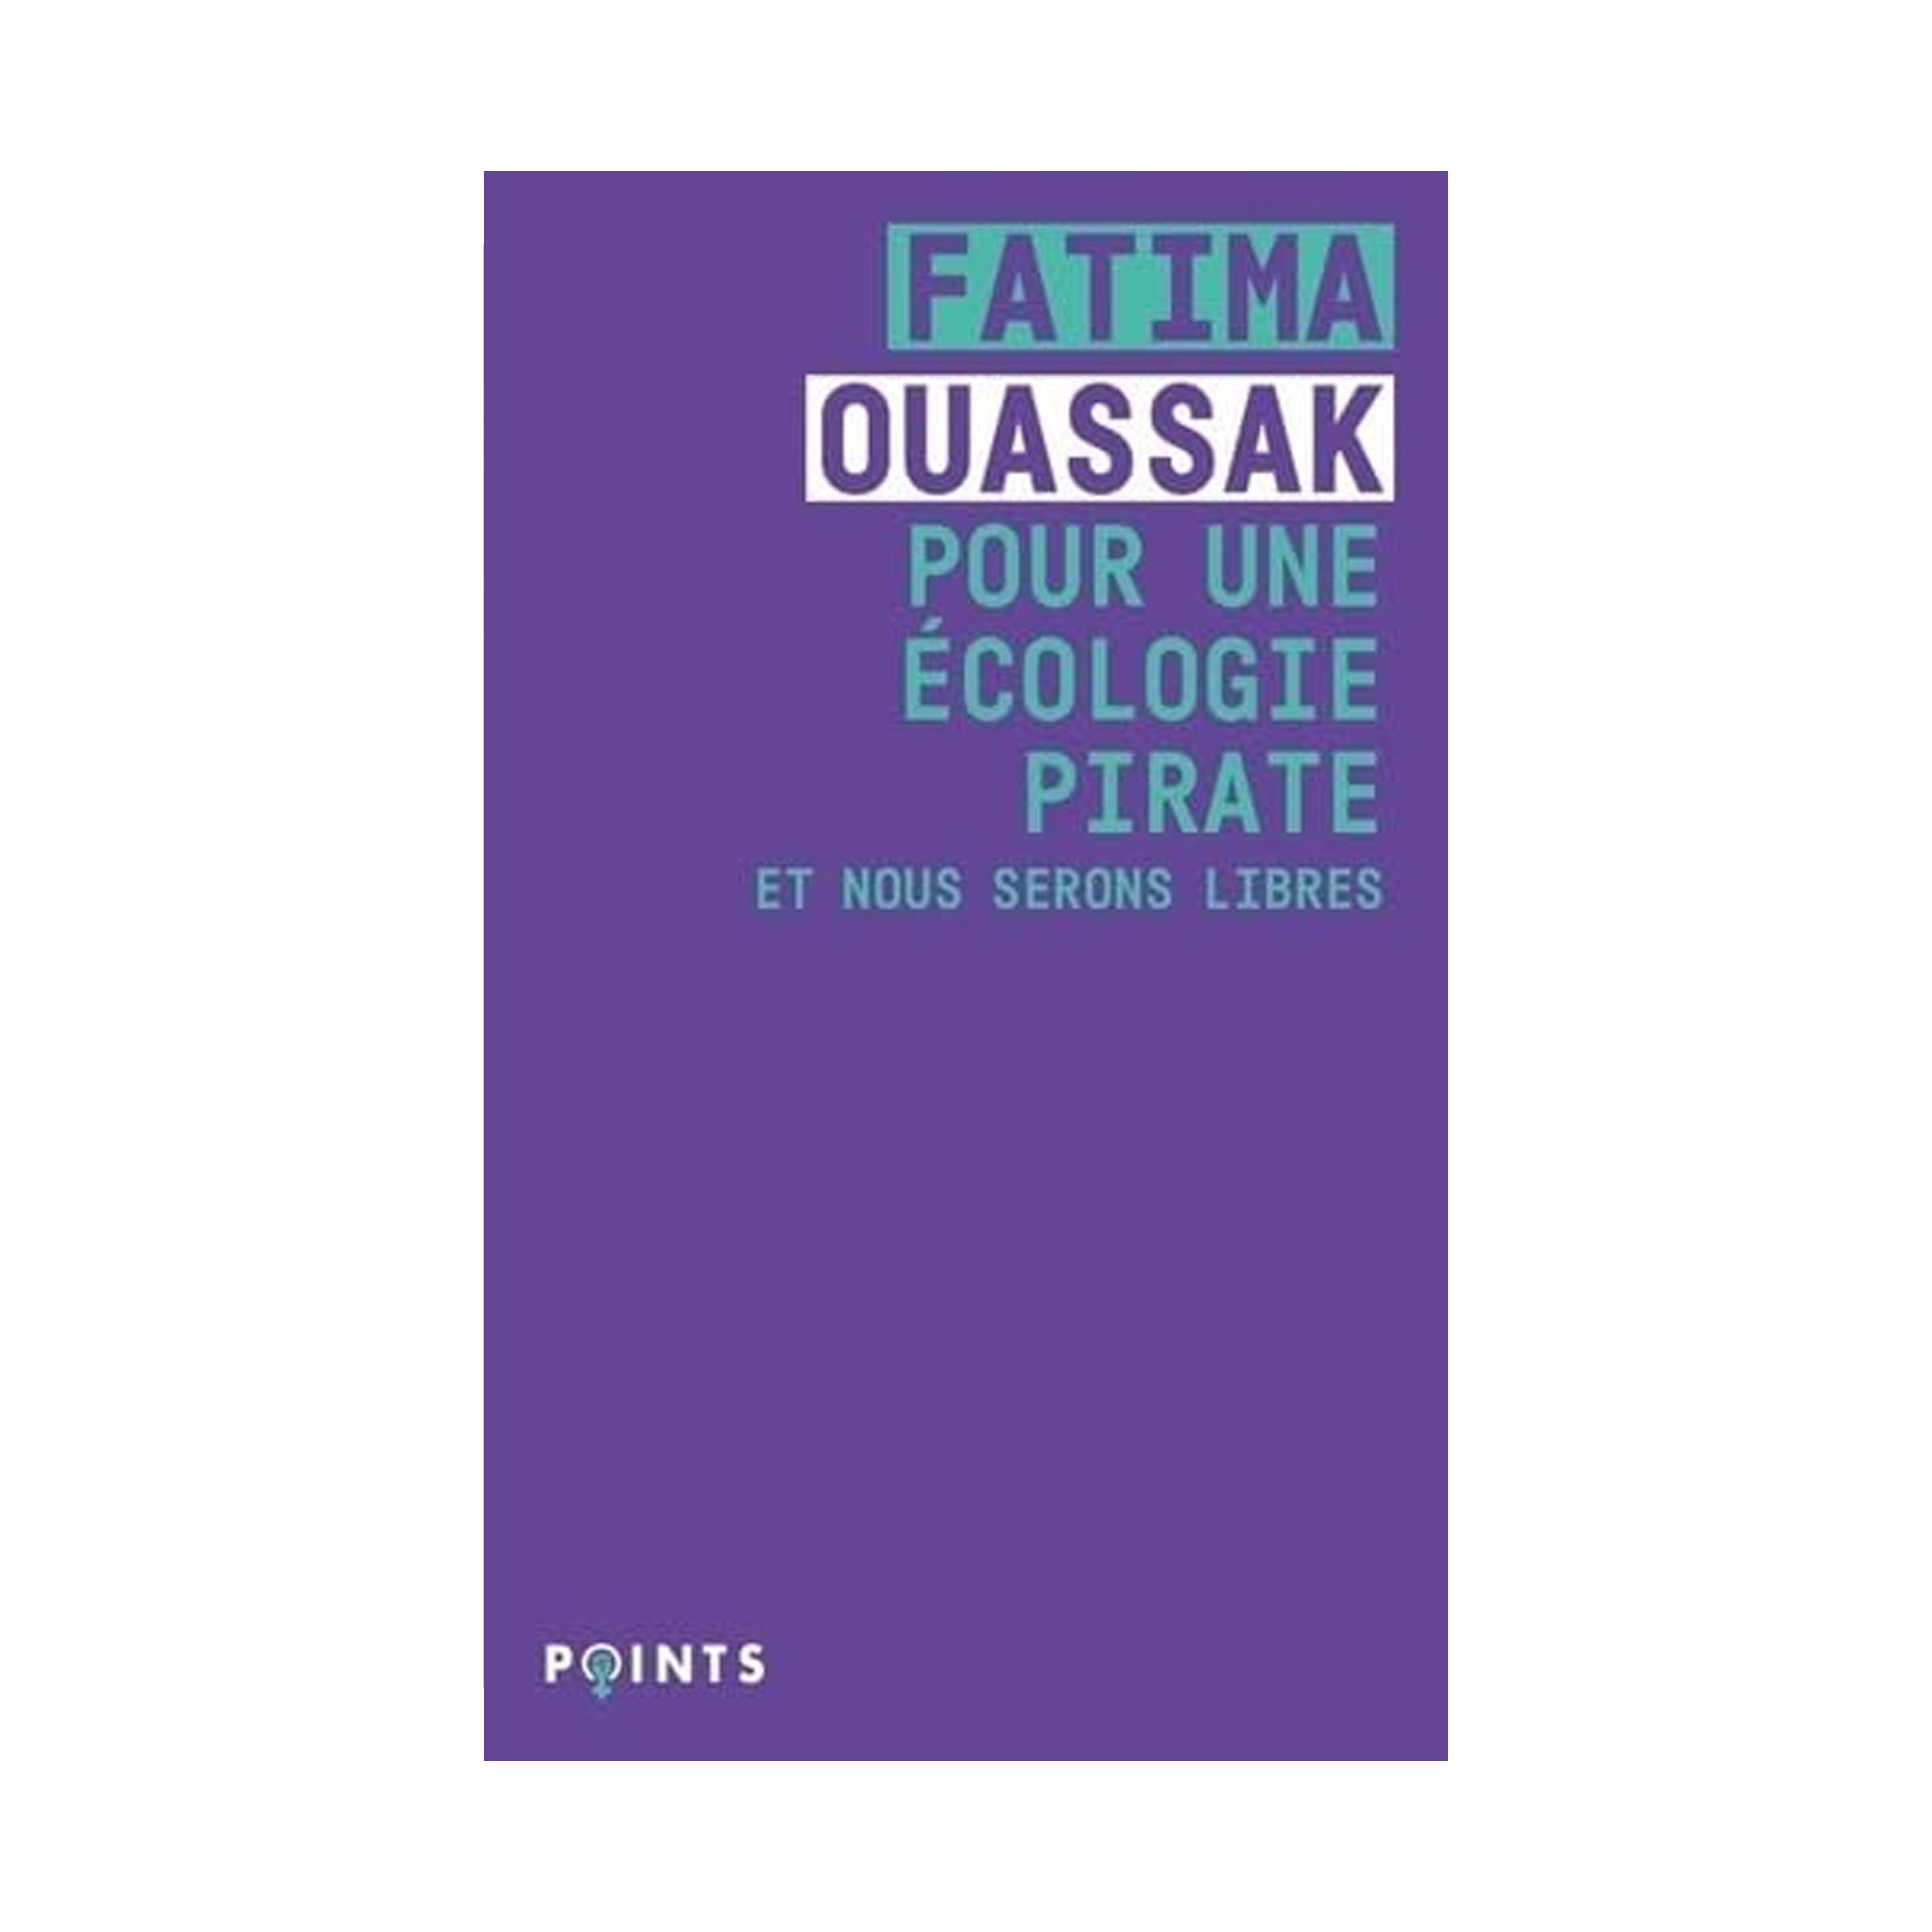 FATIMA
OUASSAK
POUR UNE
ÉCOLOGIE
PIRATE
ET NOUS SERONS LIBRES
POINTS